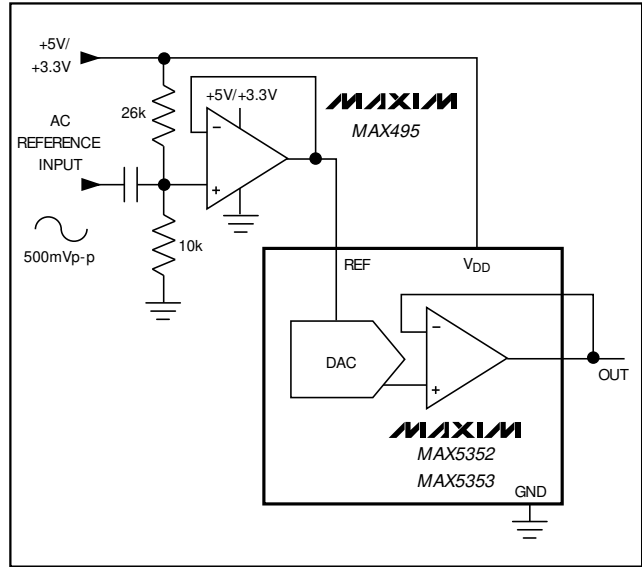 +5V/
+3.3V
26k
+5V/+3.3V
MAXIM
MAX495
AC
REFERENCE
INPUT
−
+
10k
500mVp-p
REF
VDD
DAC
−
+
OUT
MAXIM
MAX5352
MAX5353
GND